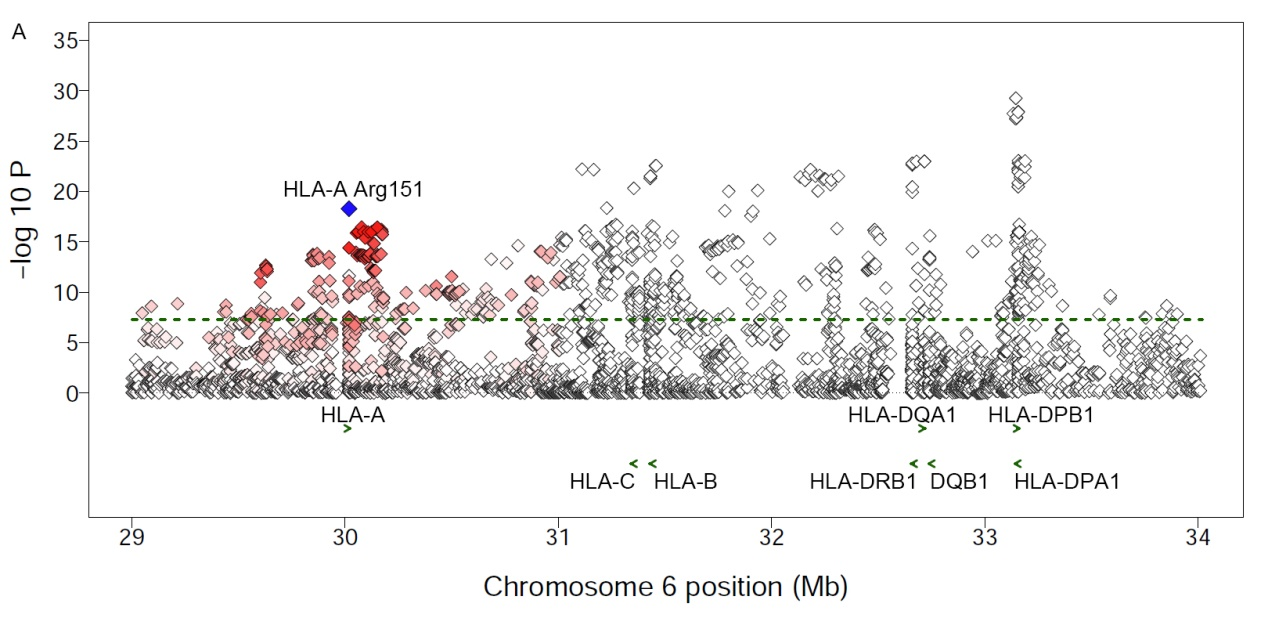 A
35
30
25
20
15
10
5
0
−log 10 P
HLA-A Arg151
HLA-A
HLA-DQA1
HLA-DPB1
HLA-C
HLA-B
HLA-DRB1
DQB1
HLA-DPA1
29
30
31
32
33
34
Chromosome 6 position (Mb)